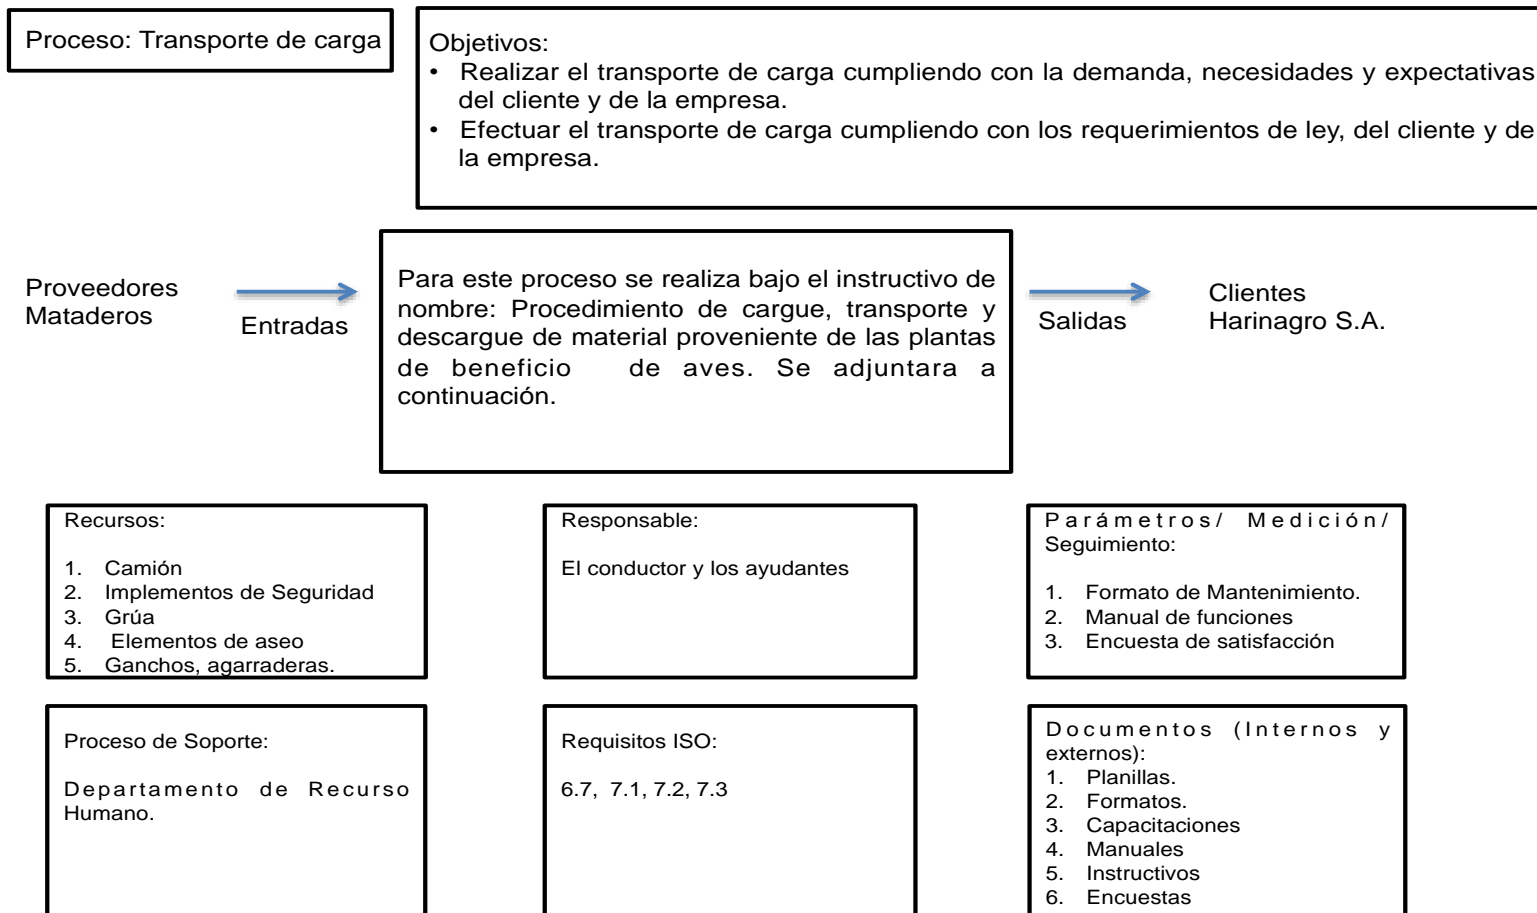 Proceso: Transporte de carga
Objetivos:
• Realizar el transporte de carga cumpliendo con la demanda, necesidades y expectativas
del cliente y de la empresa.
• Efectuar el transporte de carga cumpliendo con los requerimientos de ley, del cliente y de
la empresa.
Proveedores
Mataderos
Entradas
Para este proceso se realiza bajo el instructivo de
nombre: Procedimiento de cargue, transporte y
descargue de material proveniente de las plantas
de beneficio de aves. Se adjuntara a
continuación.
Salidas
Clientes
Harinagro S.A.
Recursos:
1. Camión
2. Implementos de Seguridad
3. Grúa
4. Elementos de aseo
5. Ganchos, agarraderas.
Responsable:
El conductor y los ayudantes
Parámetros/ Medición/
Seguimiento:
1. Formato de Mantenimiento.
2. Manual de funciones
3. Encuesta de satisfacción
Proceso de Soporte:
Departamento de Recurso
Humano.
Requisitos ISO:
6.7, 7.1, 7.2, 7.3
Documentos (Internos y
externos):
1. Planillas.
2. Formatos.
3. Capacitaciones
4. Manuales
5. Instructivos
6. Encuestas